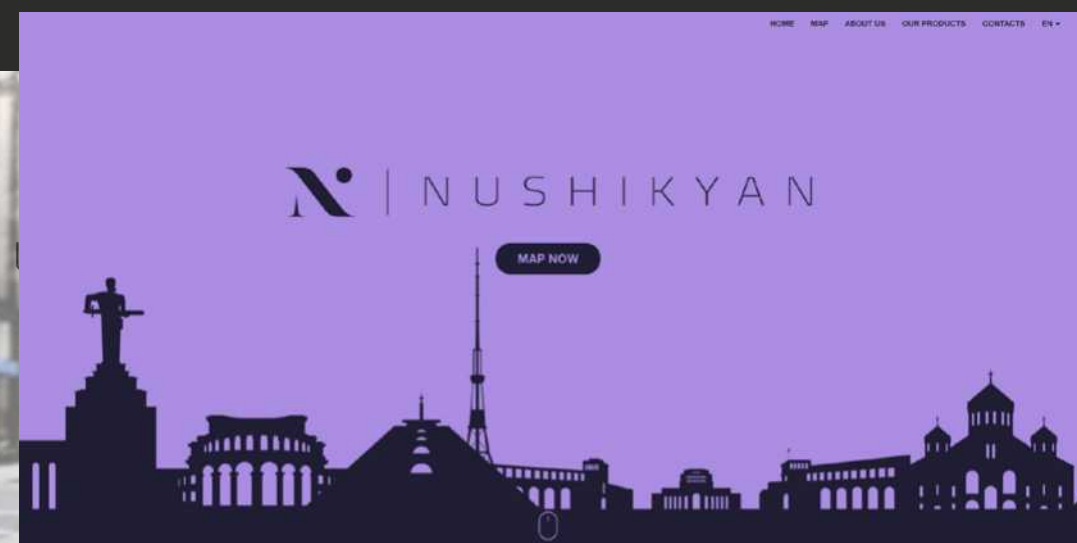 HOME MAP ABOUT US OUR PRODUCTS CONTACTS EN
N | NUSHIKYAN
MAP NOW